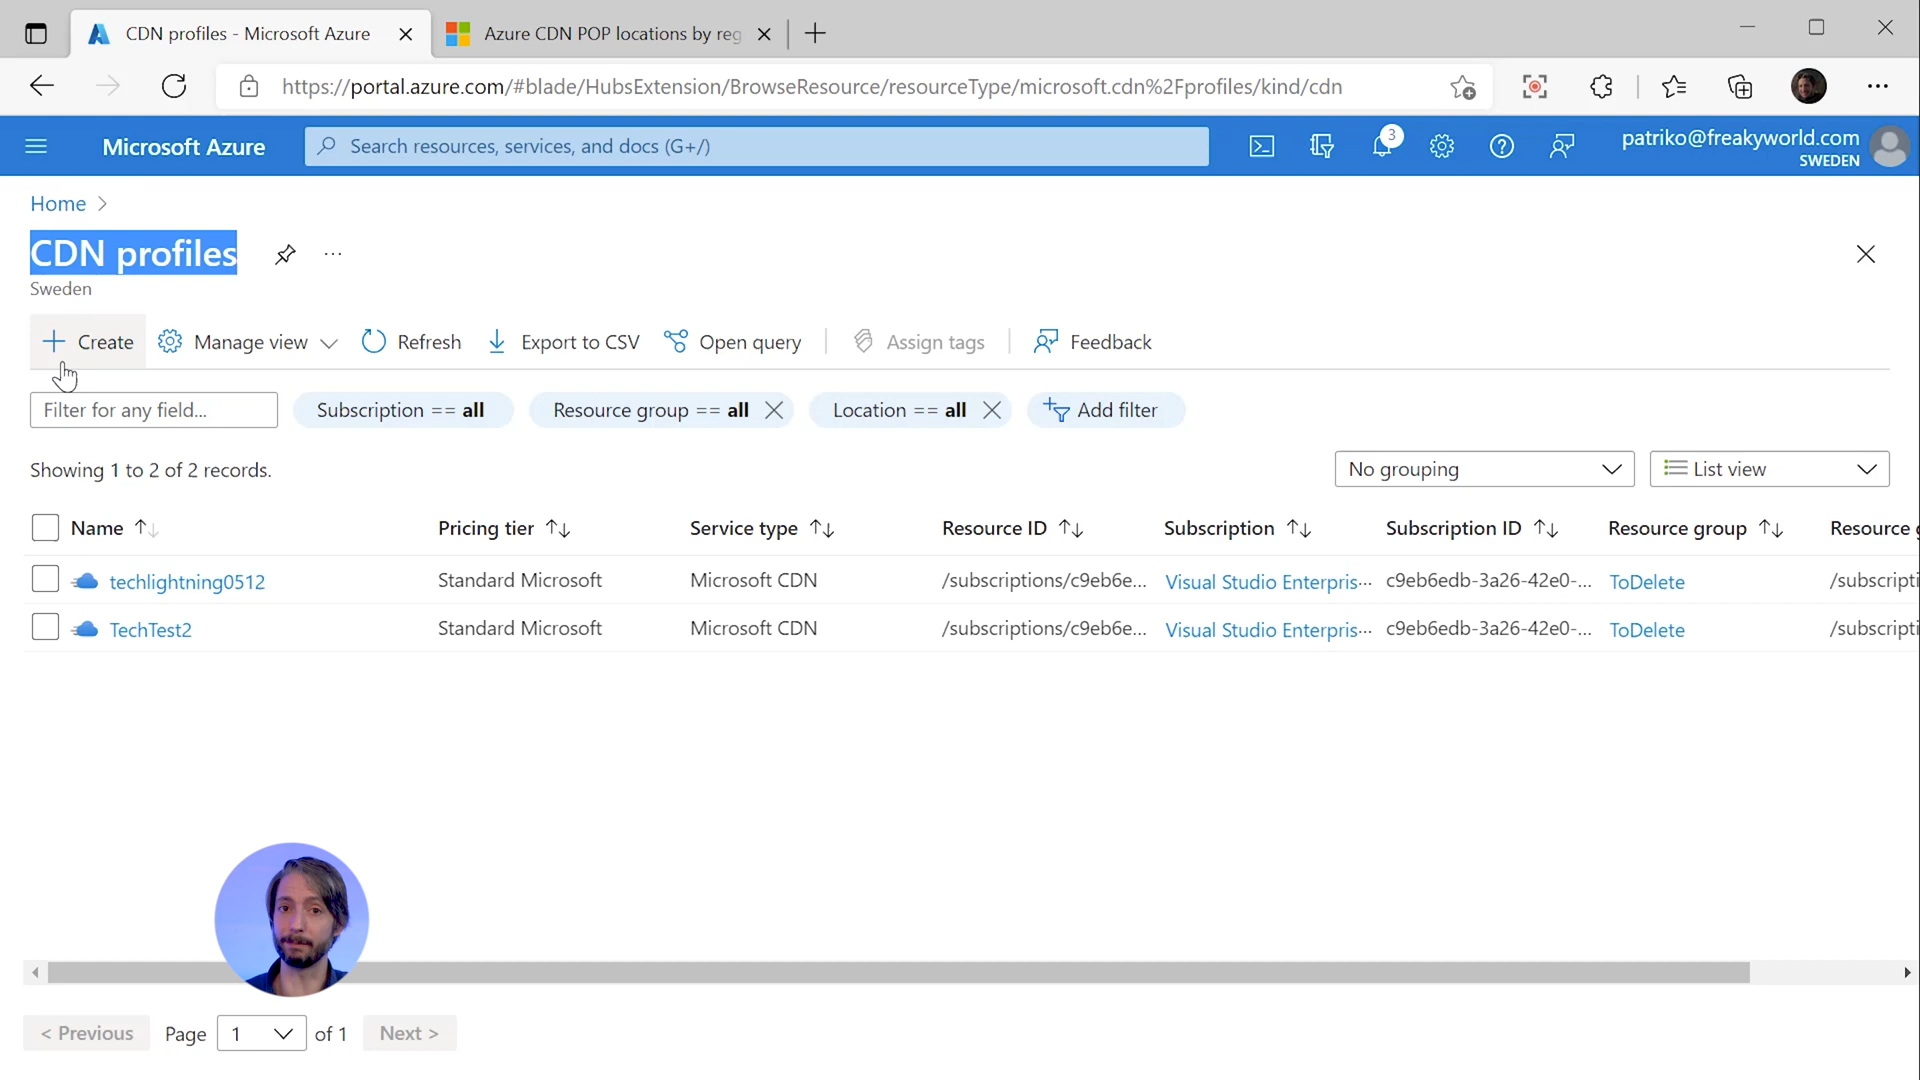 CDN profiles - Microsoft Azure
Azure CDN POP locations by reg
https://portal.azure.com/#blade/HubsExtension/BrowseResource/resourceType/microsoft.cdn%2Fprofiles/kind/cdn
Microsoft Azure
Search resources, services, and docs (G+/)
3
patriko@freakyworld.com
SWEDEN
Home
CDN profiles
Sweden
Create
Manage view
Refresh
Export to CSV
Open query
Assign tags
Feedback
Filter for any field...
Subscription == all
Resource group == all
Location == all
Add filter
Showing 1 to 2 of 2 records.
No grouping
List view
Name Pricing tier Service type Resource ID Subscription Subscription ID Resource group Resource g
techlightning0512 Standard Microsoft Microsoft CDN /subscriptions/c9eb6e... Visual Studio Enterpris... c9eb6edb-3a26-42e0-... ToDelete /subscripti
TechTest2 Standard Microsoft Microsoft CDN /subscriptions/c9eb6e... Visual Studio Enterpris... c9eb6edb-3a26-42e0-... ToDelete /subscripti
< Previous Page 1 of 1 Next >